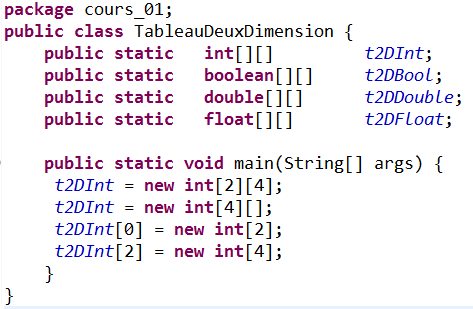 package cours_01;
public class TableauDeuxDimension {
public static int[][] t2DInt;
public static boolean[][] t2DBool;
public static double[][] t2DDouble;
public static float[][] t2DFloat;
public static void main(String[] args) {
t2DInt = new int[2][4];
t2DInt = new int[4][];
t2DInt[0] = new int[2];
t2DInt[2] = new int[4];
}
}